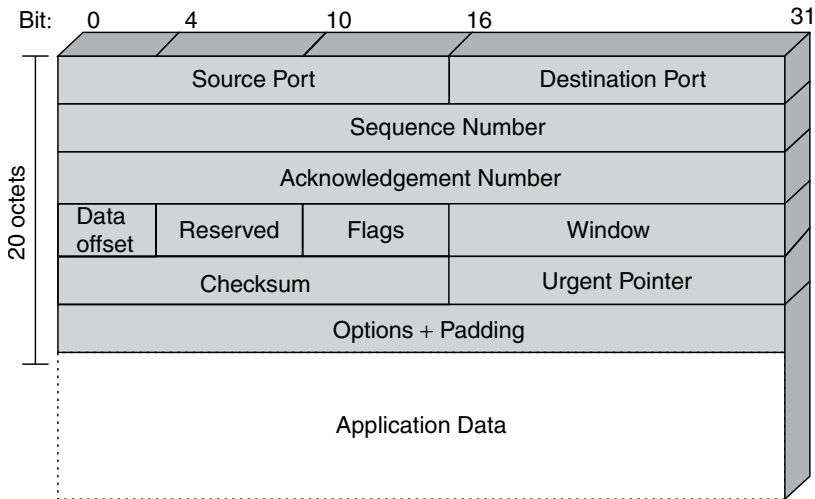 Bit: 0 4 10 16 31
Source Port Destination Port
Sequence Number
Acknowledgement Number
Data offset Reserved Flags Window
Checksum Urgent Pointer
Options + Padding
Application Data
20 octets